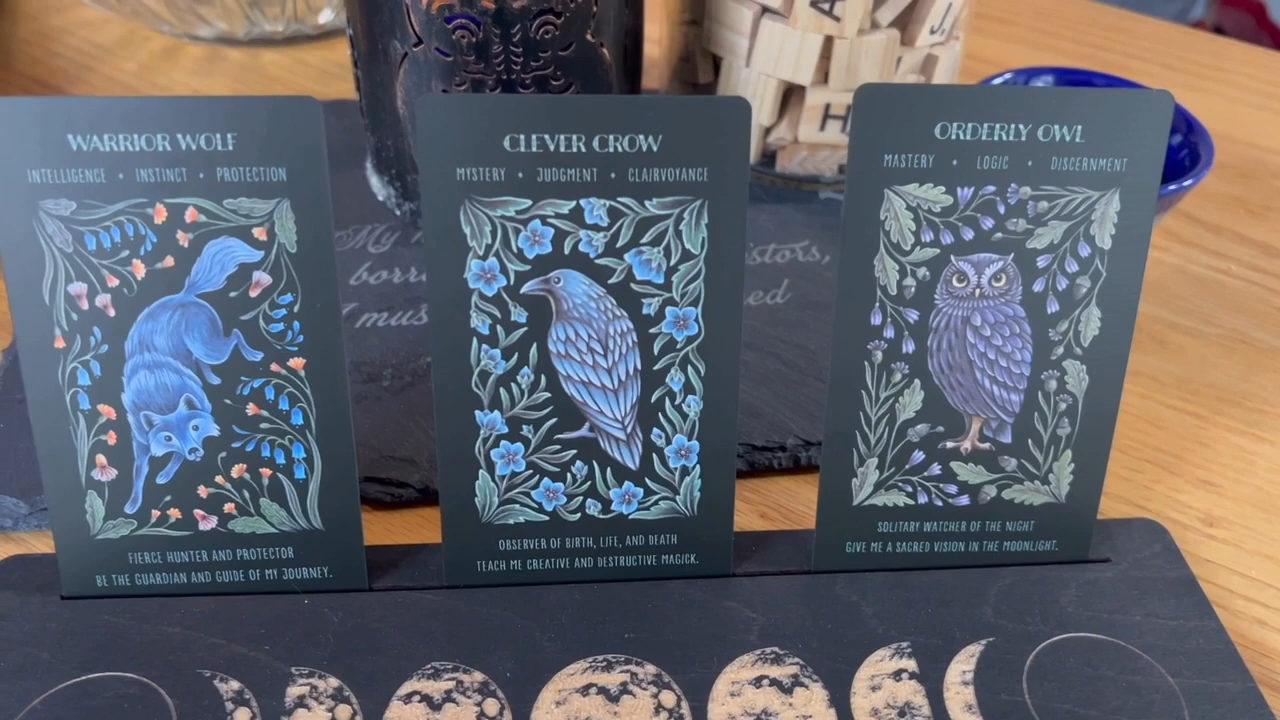 WARRIOR WOLF
INTELLIGENCE • INSTINCT • PROTECTION
FIERCE HUNTER AND PROTECTOR
BE THE GUARDIAN AND GUIDE OF MY JOURNEY.
CLEVER CROW
MYSTERY • JUDGMENT • CLAIRVOYANCE
OBSERVER OF BIRTH, LIFE, AND DEATH
TEACH ME CREATIVE AND DESTRUCTIVE MAGICK.
ORDERLY OWL
MASTERY • LOGIC • DISCERNMENT
SOLITARY WATCHER OF THE NIGHT
GIVE ME A SACRED VISION IN THE MOONLIGHT.
My
I
A
J
H